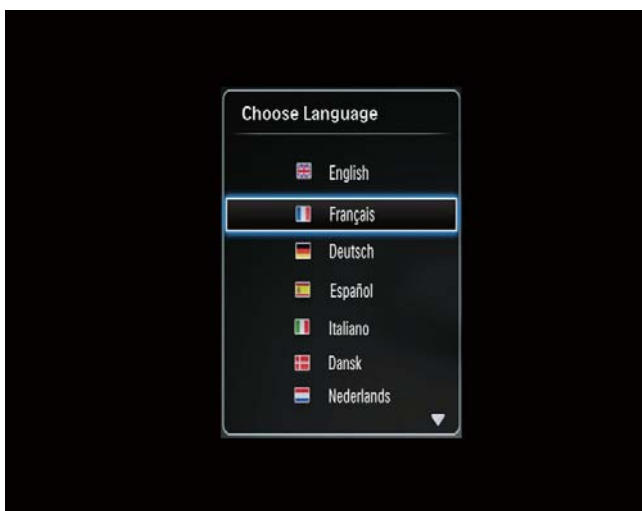 Choose Language
English
Français
Deutsch
Español
Italiano
Dansk
Nederlands